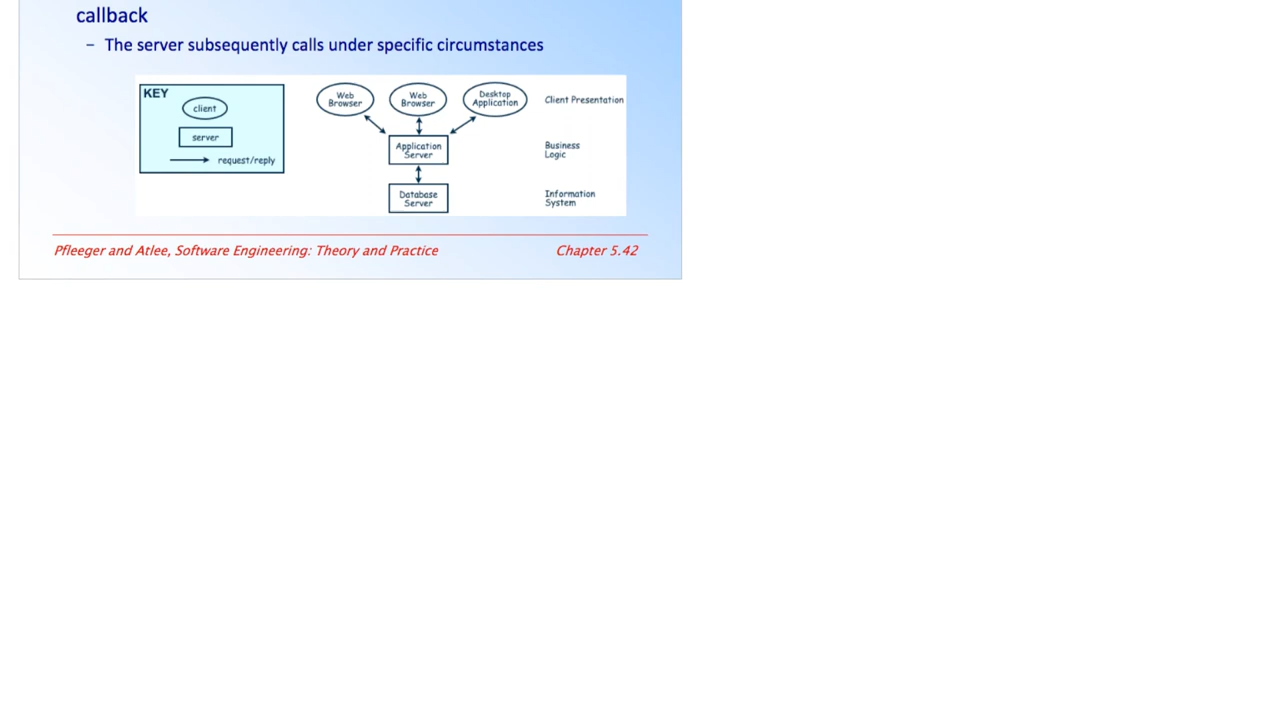 callback
– The server subsequently calls under specific circumstances
KEY
client
server
request/reply
Web
Browser
Web
Browser
Desktop
Application
Client Presentation
Application
Server
Business
Logic
Database
Server
Information
System
Pfleeger and Atlee, Software Engineering: Theory and Practice
Chapter 5.42